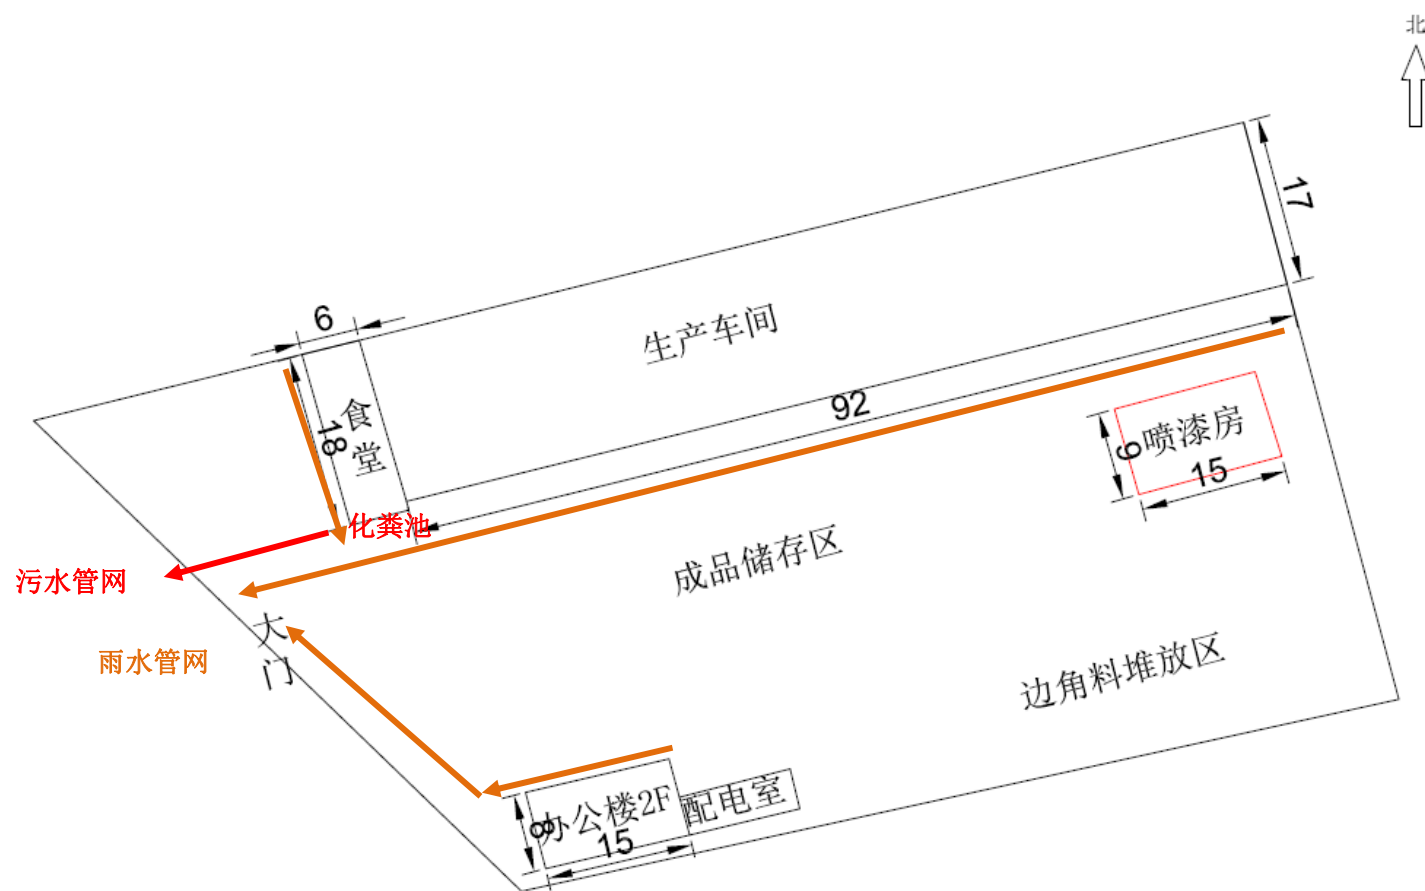 北
17
6
生产车间
食堂
18
92
喷漆房
9
15
化粪池
成品储存区
污水管网
大门
雨水管网
边角料堆放区
办公楼2F
配电室
8
15